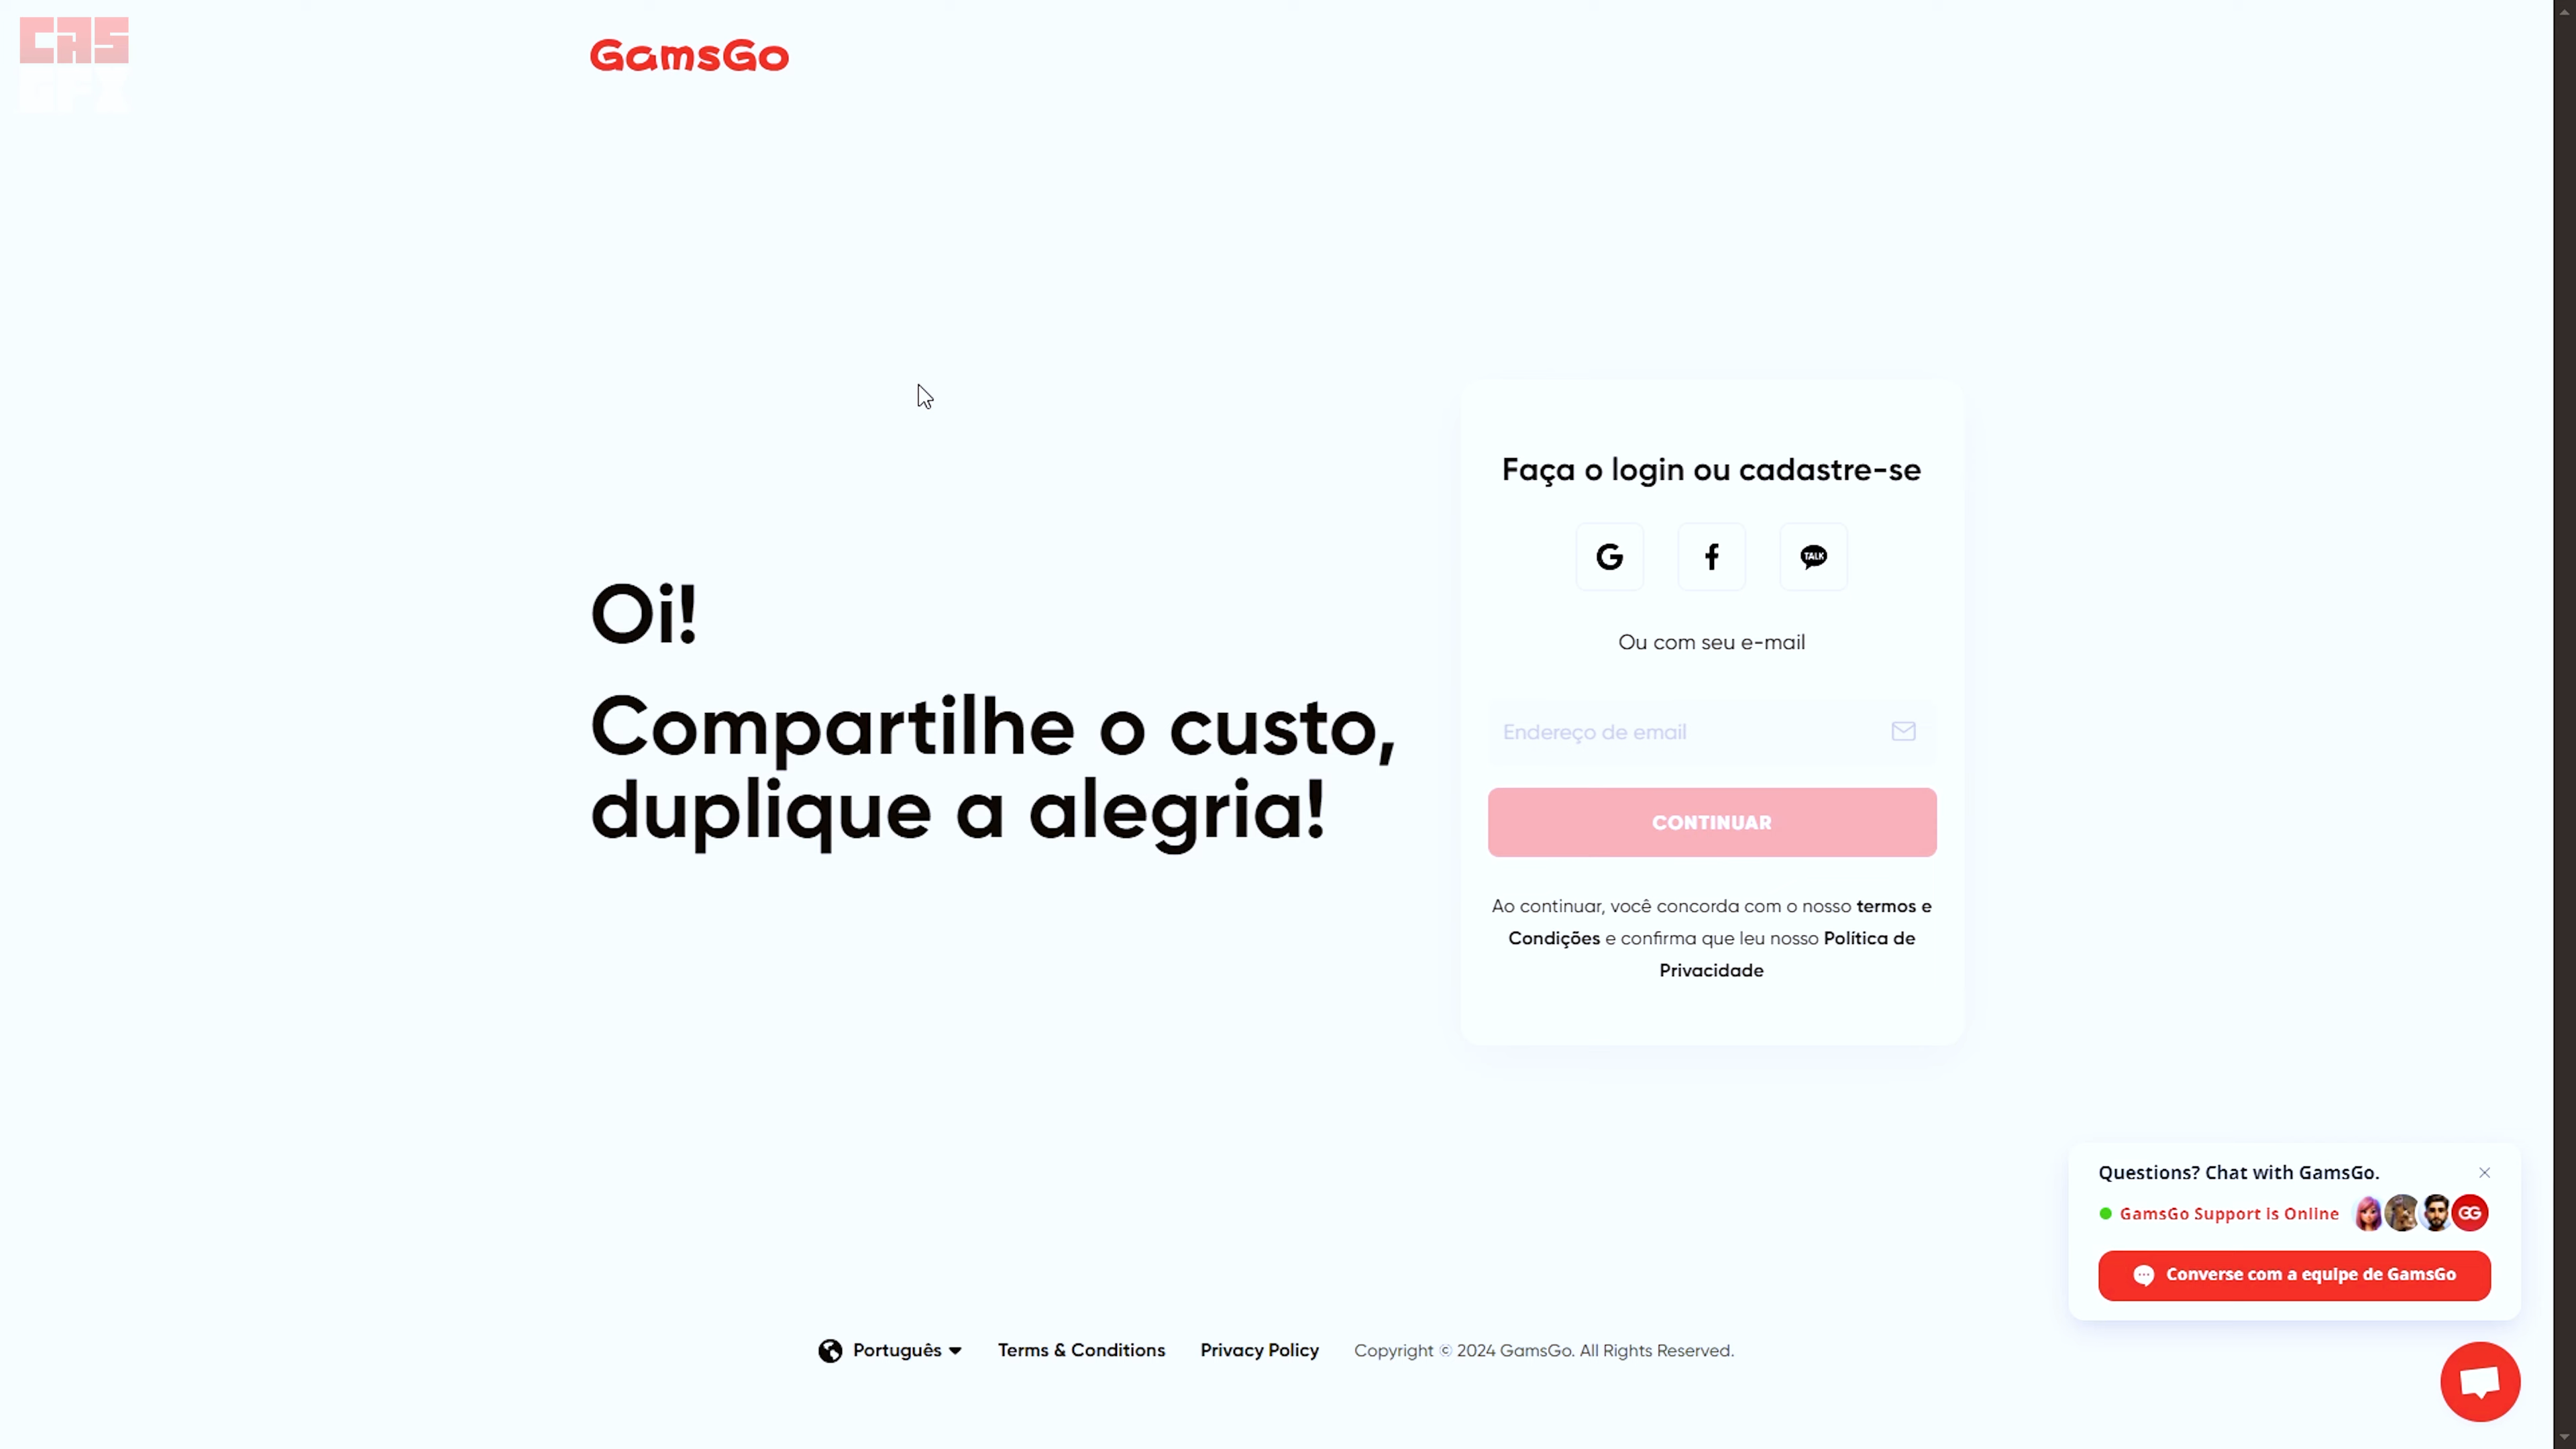 CAS
GFX
GamsGo
Faça o login ou cadastre-se
G
f
TALK
Ou com seu e-mail
Endereço de email
CONTINUAR
Ao continuar, você concorda com o nosso termos e
Condições e confirma que leu nosso Política de
Privacidade
Oi!
Compartilhe o custo,
duplique a alegria!
Questions? Chat with GamsGo.
GamsGo Support is Online
GG
Converse com a equipe de GamsGo
Português
Terms & Conditions
Privacy Policy
Copyright © 2024 GamsGo. All Rights Reserved.